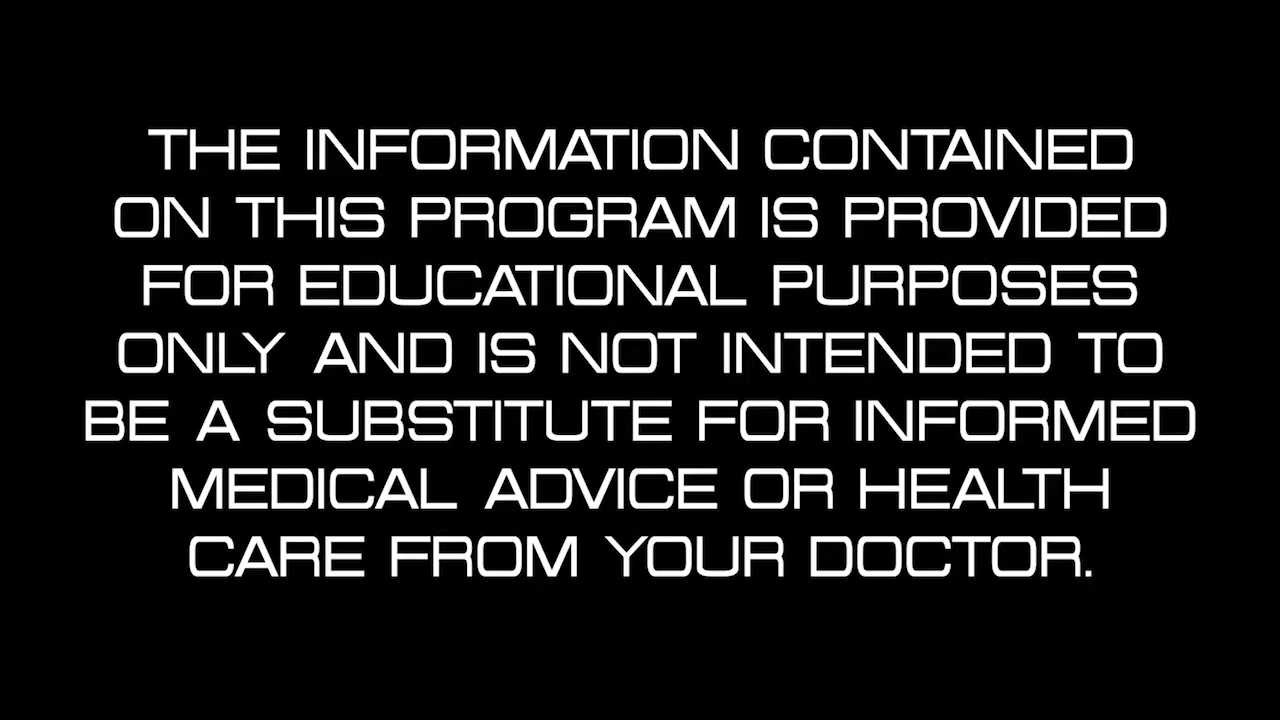 THE INFORMATION CONTAINED
ON THIS PROGRAM IS PROVIDED
FOR EDUCATIONAL PURPOSES
ONLY AND IS NOT INTENDED TO
BE A SUBSTITUTE FOR INFORMED
MEDICAL ADVICE OR HEALTH
CARE FROM YOUR DOCTOR.